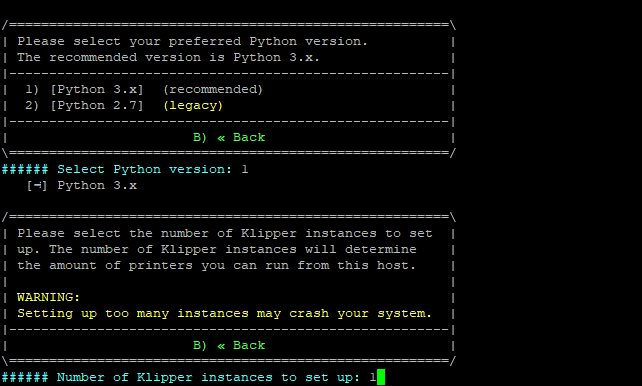 /=======================================================\
| Please select your preferred Python version.          |
| The recommended version is Python 3.x.                |
|-------------------------------------------------------|
|  1) [Python 3.x]  (recommended)                       |
|  2) [Python 2.7]  (legacy)                            |
|-------------------------------------------------------|
|                       B) « Back                       |
\=======================================================/
###### Select Python version: 1
   [➔] Python 3.x
/=======================================================\
| Please select the number of Klipper instances to set  |
| up. The number of Klipper instances will determine    |
| the amount of printers you can run from this host.    |
|                                                       |
| WARNING:                                              |
| Setting up too many instances may crash your system.  |
|-------------------------------------------------------|
|                       B) « Back                       |
\=======================================================/
###### Number of Klipper instances to set up: 1